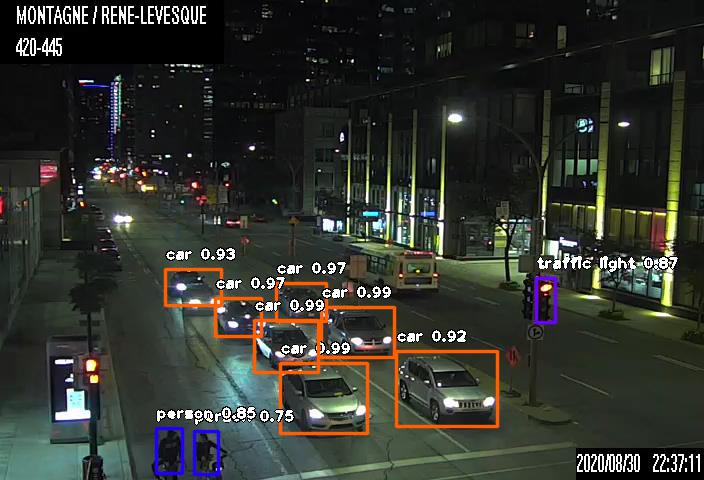 MONTAGNE / RENE-LEVESQUE
420-445
car 0.93
car 0.97
car 0.97
car 0.99
car 0.99
car 0.99
car 0.92
traffic light 0.87
person 0.85
person 0.75
2020/08/30 22:37:11